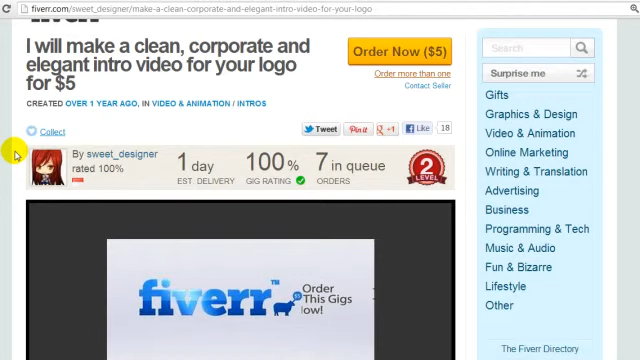 fiverr.com/sweet_designer/make-a-clean-corporate-and-elegant-intro-video-for-your-logo
fiverr
I will make a clean, corporate and
elegant intro video for your logo
for $5
CREATED OVER 1 YEAR AGO, IN VIDEO & ANIMATION / INTROS
Order Now ($5)
Order more than one
Contact Seller
Collect
Tweet
Pin it
+1
Like
18
By sweet_designer
rated 100%
1 day
EST. DELIVERY
100%
GIG RATING
7 in queue
ORDERS
2
LEVEL
fiverr™
Order
This Gigs
Now!
Search
Surprise me
Gifts
Graphics & Design
Video & Animation
Online Marketing
Writing & Translation
Advertising
Business
Programming & Tech
Music & Audio
Fun & Bizarre
Lifestyle
Other
The Fiverr Directory